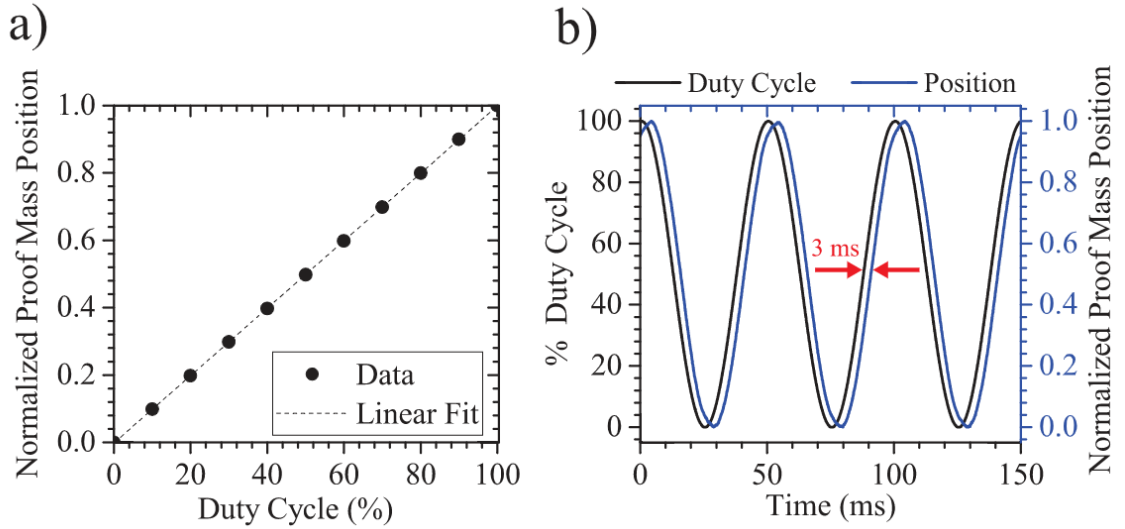 a)
Normalized Proof Mass Position
1.0
0.8
0.6
0.4
0.2
0.0
Data
Linear Fit
0 20 40 60 80 100
Duty Cycle (%)
b)
Duty Cycle Position
% Duty Cycle
100
80
60
40
20
0
3 ms
1.0
0.8
0.6
0.4
0.2
0.0
Normalized Proof Mass Position
0 50 100 150
Time (ms)